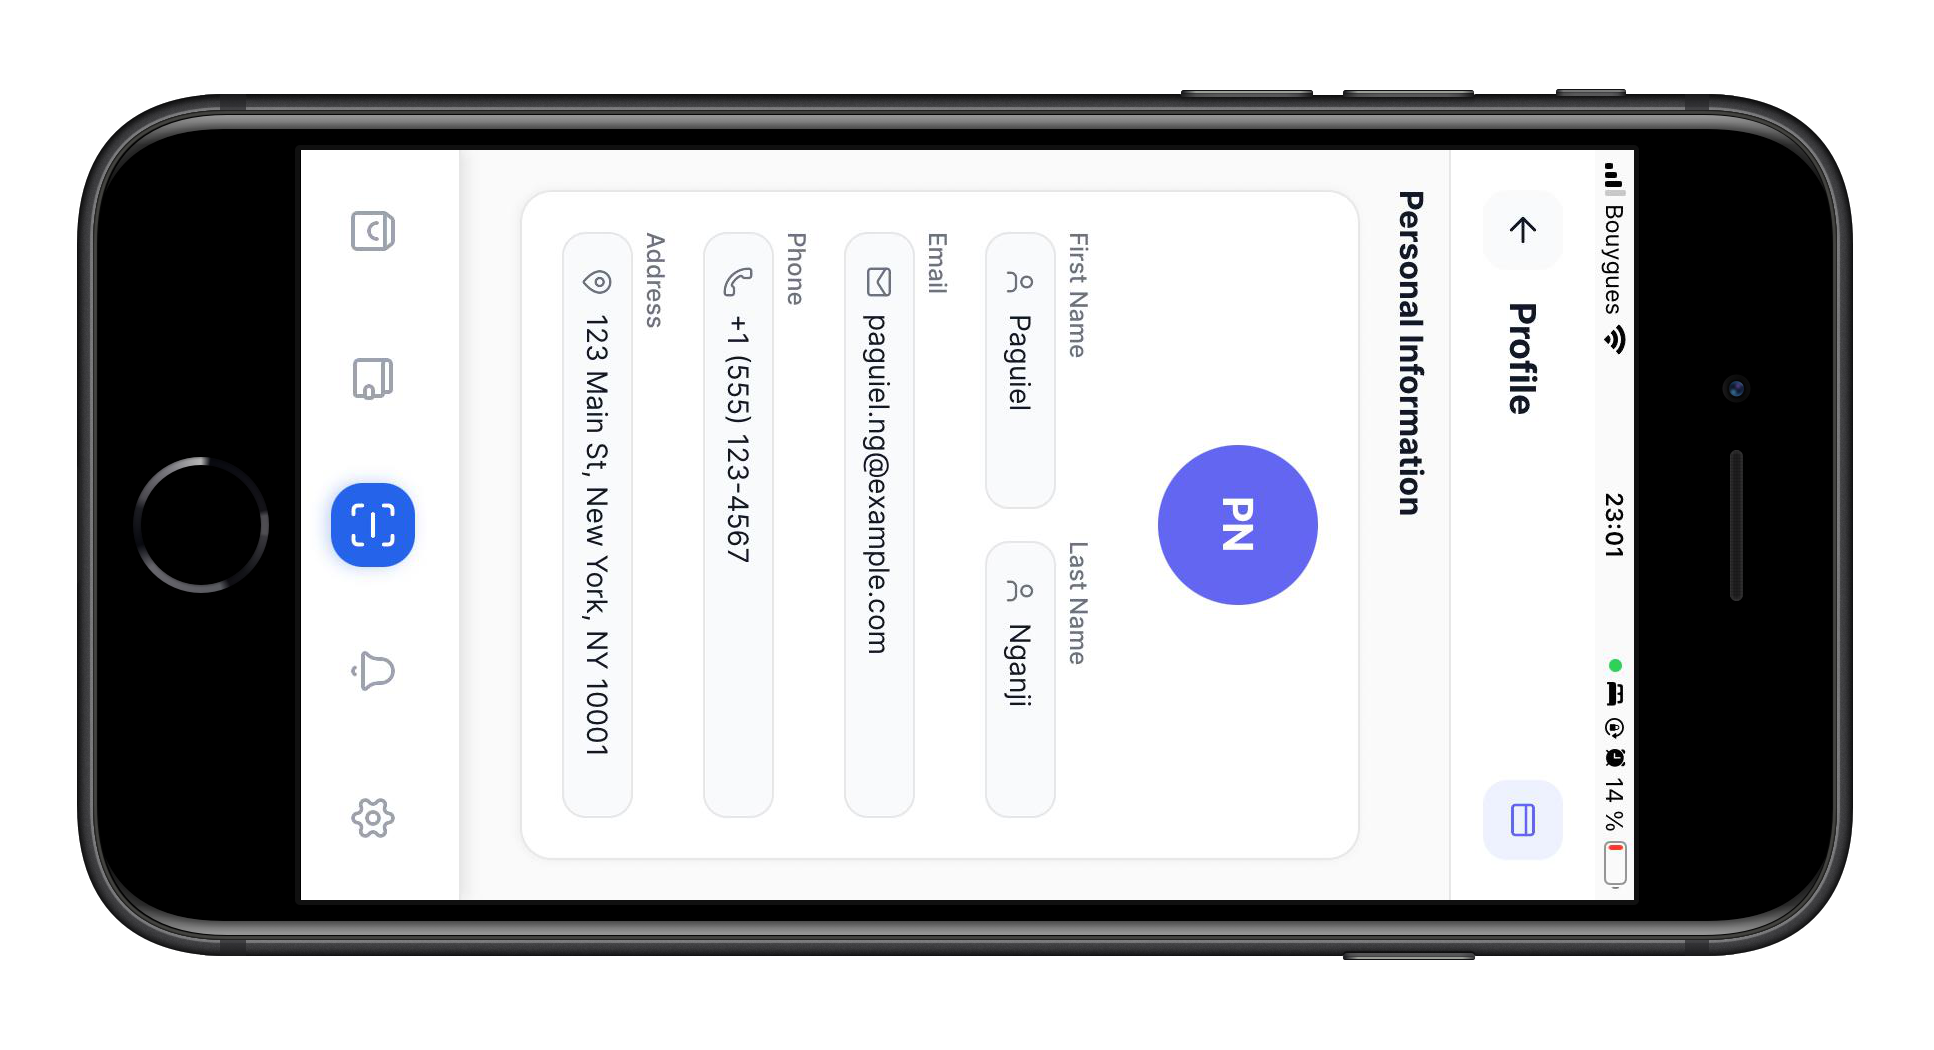 Bouygues 23:01 14 %
Profile
Personal Information
PN
First Name Last Name
Paguiel Nganji
Email
paguiel.ng@example.com
Phone
+1 (555) 123-4567
Address
123 Main St, New York, NY 10001